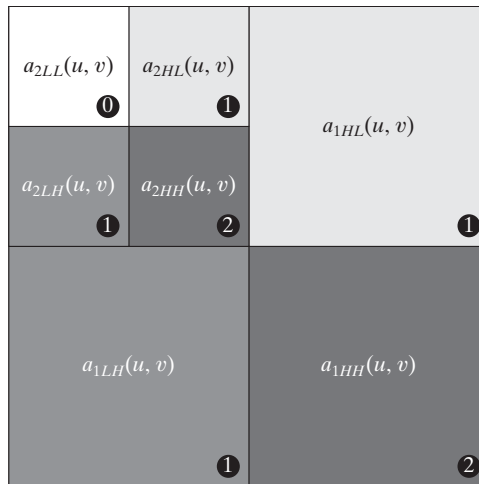 a2LL(u, v)
0
a2HL(u, v)
1
a1HL(u, v)
1
a2LH(u, v)
1
a2HH(u, v)
2
a1LH(u, v)
1
a1HH(u, v)
2